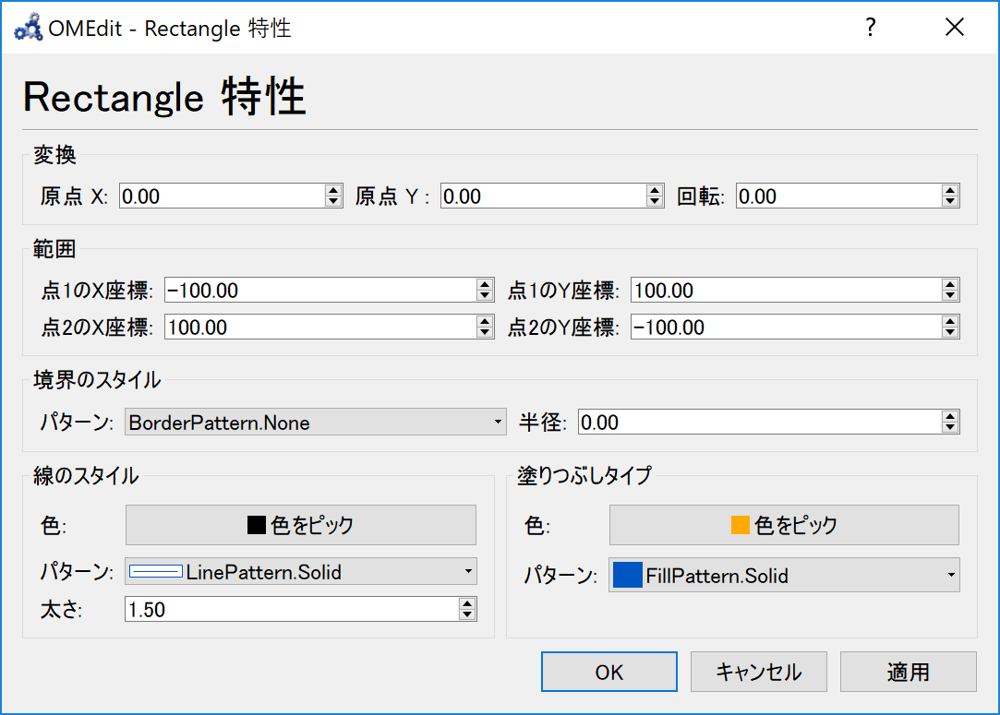 OMEdit - Rectangle 特性 ?
Rectangle 特性
変換
原点 X: 0.00 原点 Y : 0.00 回転: 0.00
範囲
点1のX座標: -100.00 点1のY座標: 100.00
点2のX座標: 100.00 点2のY座標: -100.00
境界のスタイル
パターン: BorderPattern.None 半径: 0.00
線のスタイル
色: 色をピック
パターン: LinePattern.Solid
太さ: 1.50
塗りつぶしタイプ
色: 色をピック
パターン: FillPattern.Solid
OK キャンセル 適用